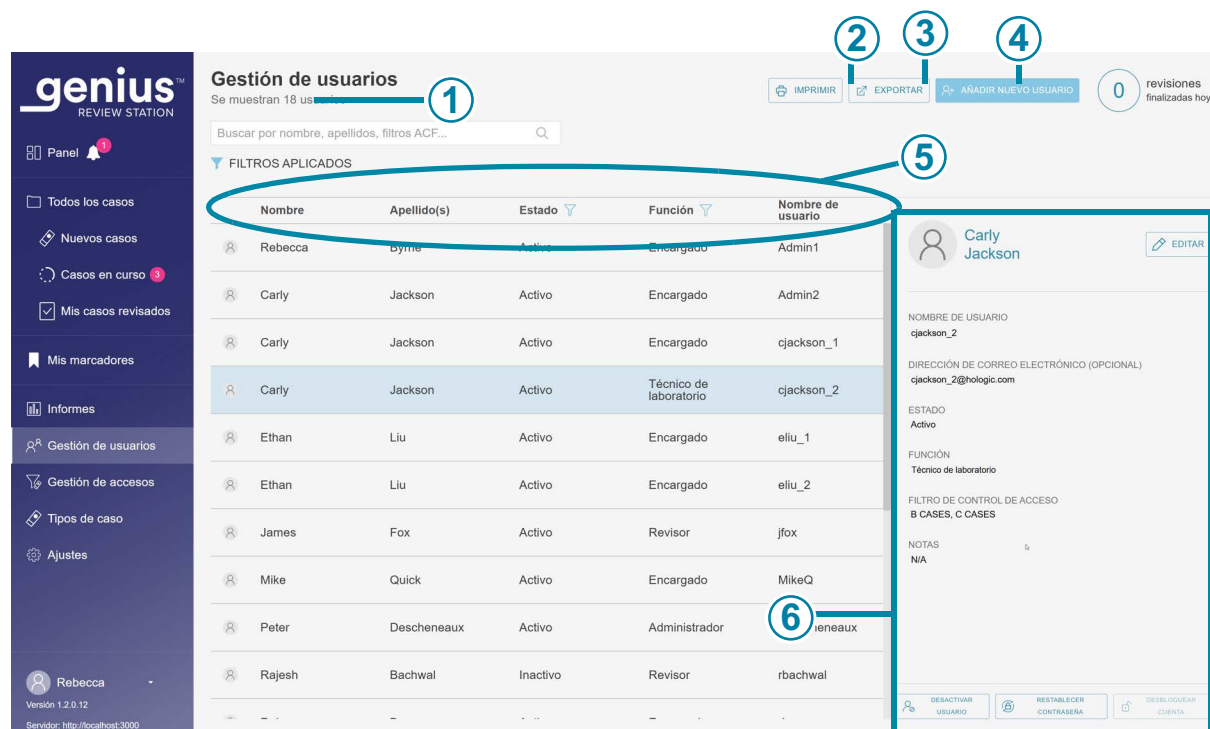 2
3
4
genius™
REVIEW STATION
Panel
1
Todos los casos
Nuevos casos
Casos en curso 3
Mis casos revisados
Mis marcadores
Informes
Gestión de usuarios
Gestión de accesos
Tipos de caso
Ajustes
Rebecca
Versión 1.2.0.12
Servidor: http://localhost:3000
Gestión de usuarios
Se muestran 18
1
IMPRIMIR
EXPORTAR
AÑADIR NUEVO USUARIO
0
revisiones
finalizadas hoy
Buscar por nombre, apellidos, filtros ACF...
FILTROS APLICADOS
5
Nombre Apellido(s) Estado Función Nombre de
usuario
Rebecca Byrne Activo Encargado Admin1
Carly Jackson Activo Encargado Admin2
Carly Jackson Activo Encargado cjackson_1
Carly Jackson Activo Técnico de
laboratorio cjackson_2
Ethan Liu Activo Encargado eliu_1
Ethan Liu Activo Encargado eliu_2
James Fox Activo Revisor jfox
Mike Quick Activo Encargado MikeQ
Peter Descheneaux Activo Administrador
6
Rajesh Bachwal Inactivo Revisor rbachwal
Carly
Jackson
EDITAR
NOMBRE DE USUARIO
cjackson_2
DIRECCIÓN DE CORREO ELECTRÓNICO (OPCIONAL)
cjackson_2@hologic.com
ESTADO
Activo
FUNCIÓN
Técnico de laboratorio
FILTRO DE CONTROL DE ACCESO
B CASES, C CASES
NOTAS
N/A
DESACTIVAR
USUARIO
RESTABLECER
CONTRASEÑA
DESBLOQUEAR
CUENTA